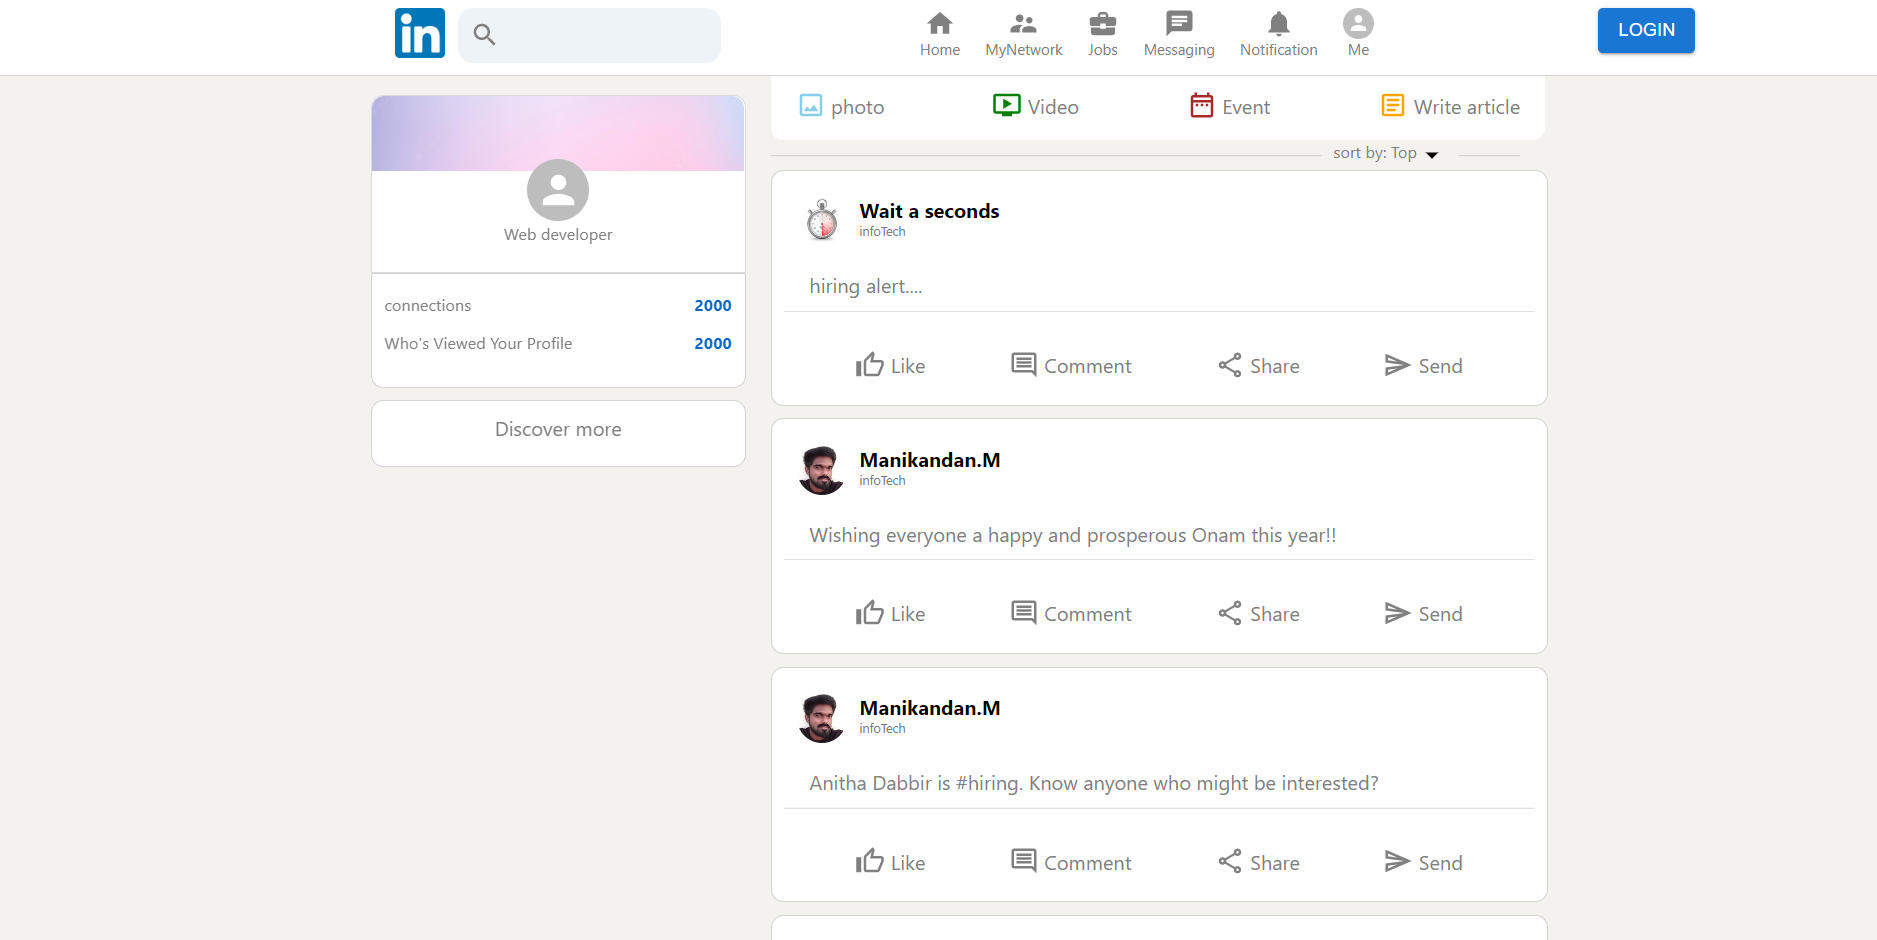 in
Home MyNetwork Jobs Messaging Notification Me
LOGIN
photo Video Event Write article
sort by: Top
Web developer
connections 2000
Who's Viewed Your Profile 2000
Discover more
Wait a seconds
infoTech
hiring alert....
Like Comment Share Send
Manikandan.M
infoTech
Wishing everyone a happy and prosperous Onam this year!!
Like Comment Share Send
Manikandan.M
infoTech
Anitha Dabbir is #hiring. Know anyone who might be interested?
Like Comment Share Send